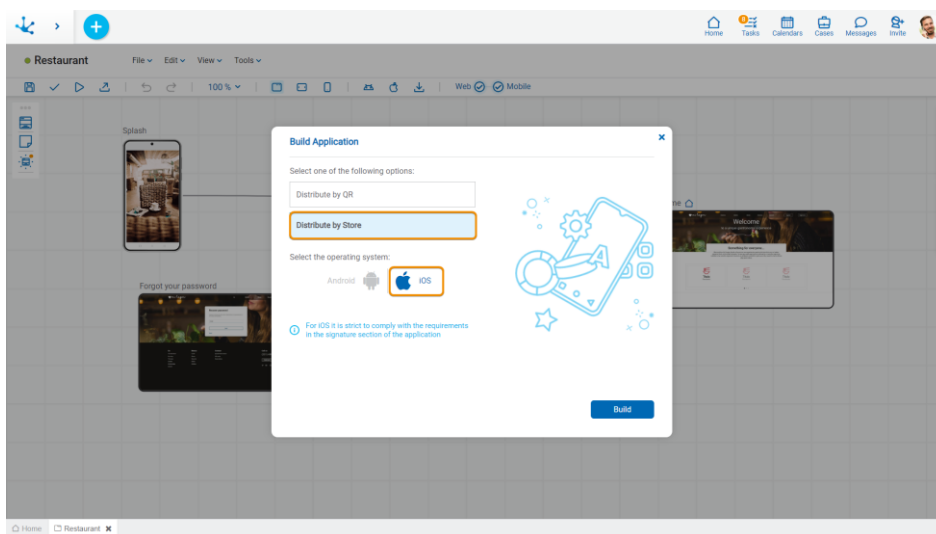 Home
0
Tasks
Calendars
Cases
Messages
Invite
Restaurant
File
Edit
View
Tools
100 %
Web
Mobile
Splash
Build Application
Select one of the following options:
Distribute by QR
Distribute by Store
Select the operating system:
Android
iOS
For iOS it is strict to comply with the requirements
in the signature section of the application
Build
Forgot your password
me
Welcome
Home
Restaurant